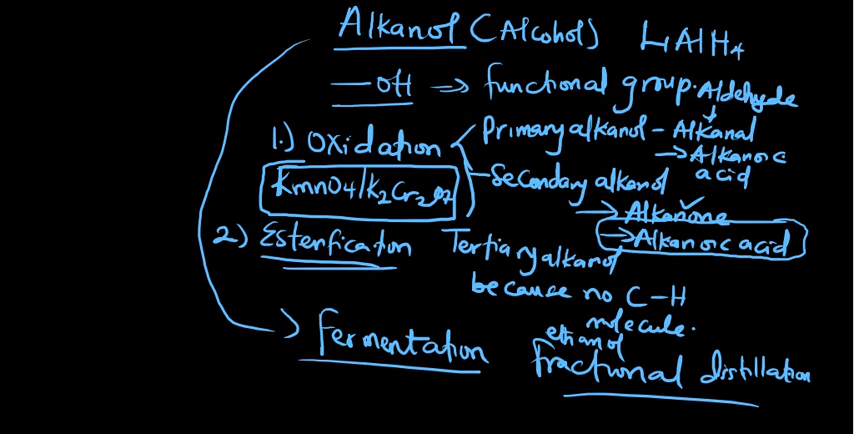 Alkanol (Alcohol) LiAlH4
—OH → functional group. Aldehyde
1.) Oxidation Primary alkanol - Alkanal
→ Alkanoic acid
KMnO4/K2Cr2O7 Secondary alkanol
→ Alkanone
→ Alkanoic acid
2) Esterification Tertiary alkanol
because no C-H
molecule.
Fermentation ethanol
fractional distillation